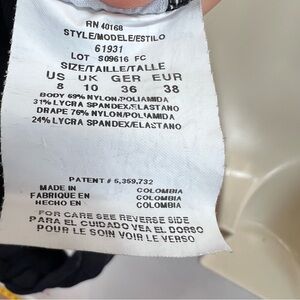 RN 40168
STYLE/MODELE/ESTILO
61931
LOT S09616 FC
SIZE/TAILLE/TALLE
US UK GER EUR
8 10 36 38
BODY 69% NYLON/POLIAMIDA
31% LYCRA SPANDEX/ELASTANO
DRAPE 76% NYLON/POLIAMIDA
24% LYCRA SPANDEX/ELASTANO
PATENT # 5,359,732
MADE IN COLOMBIA
FABRIQUE EN COLOMBIA
HECHO EN COLOMBIA
FOR CARE SEE REVERSE SIDE
PARA EL CUIDADO VEA EL DORSO
POUR LE SOIN VOIR LE VERSO